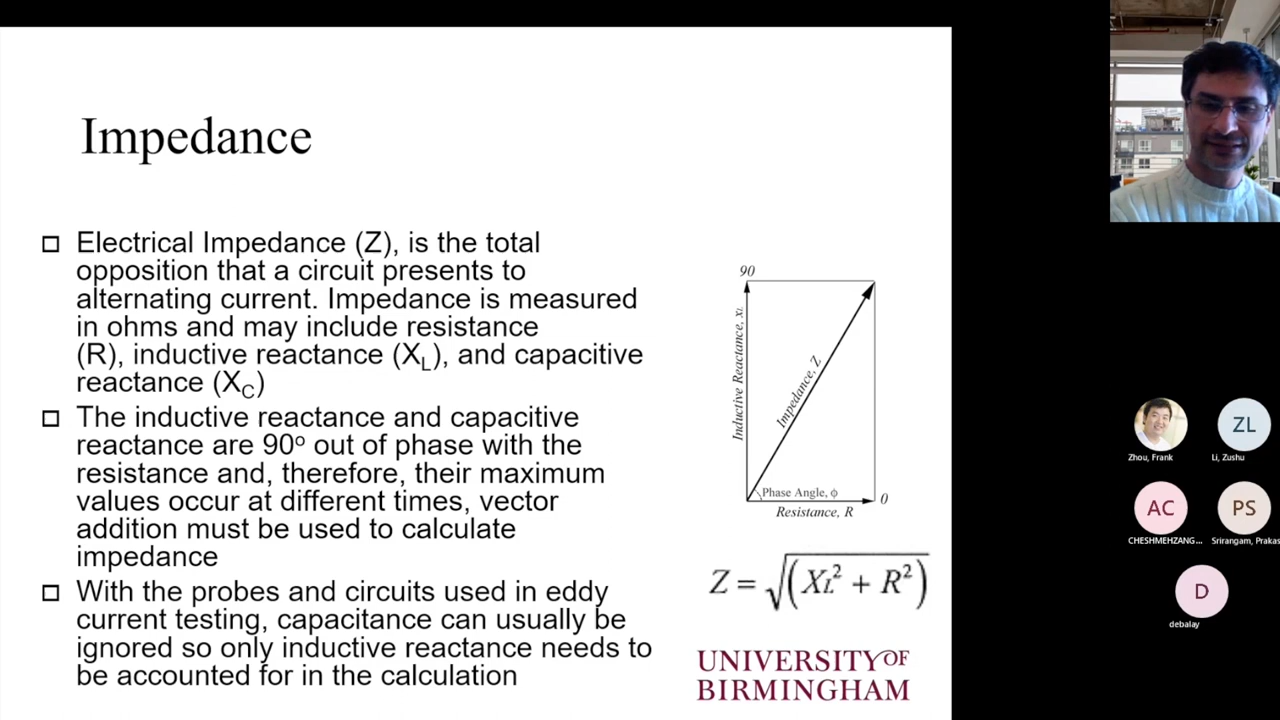 Impedance
Electrical Impedance (Z), is the total
opposition that a circuit presents to
alternating current. Impedance is measured
in ohms and may include resistance
(R), inductive reactance (XL), and capacitive
reactance (XC)
The inductive reactance and capacitive
reactance are 90º out of phase with the
resistance and, therefore, their maximum
values occur at different times, vector
addition must be used to calculate
impedance
With the probes and circuits used in eddy
current testing, capacitance can usually be
ignored so only inductive reactance needs to
be accounted for in the calculation
90
Inductive Reactance, XL
Impedance, Z
Phase Angle, ϕ
0
Resistance, R
Z = √(XL² + R²)
UNIVERSITY OF
BIRMINGHAM
Zhou, Frank
ZL
Li, Zushu
AC
CHESHMEHZANG...
PS
Srirangam, Prakas
D
debalay